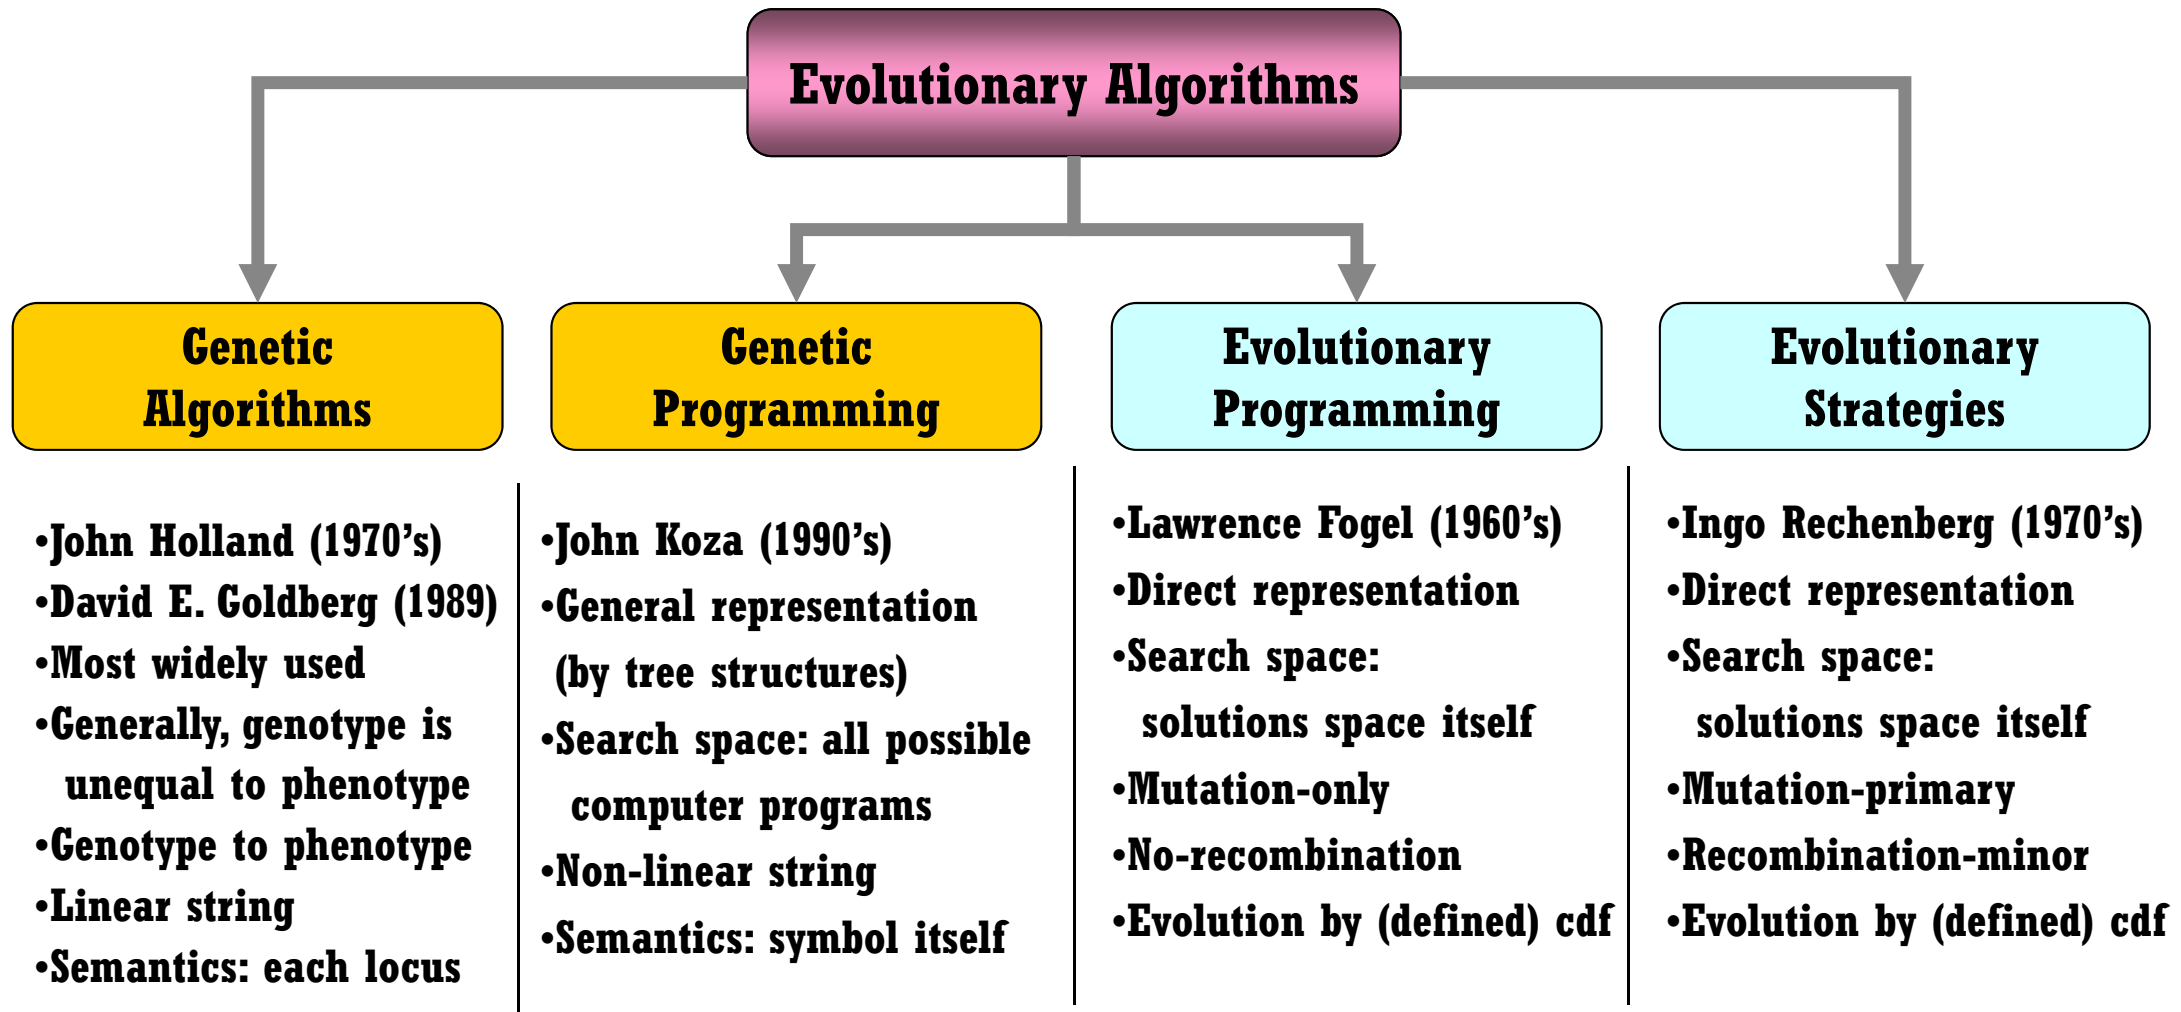 Evolutionary Algorithms
Genetic
Algorithms
•John Holland (1970’s)
•David E. Goldberg (1989)
•Most widely used
•Generally, genotype is
unequal to phenotype
•Genotype to phenotype
•Linear string
•Semantics: each locus
Genetic
Programming
•John Koza (1990’s)
•General representation
(by tree structures)
•Search space: all possible
computer programs
•Non-linear string
•Semantics: symbol itself
Evolutionary
Programming
•Lawrence Fogel (1960’s)
•Direct representation
•Search space:
solutions space itself
•Mutation-only
•No-recombination
•Evolution by (defined) cdf
Evolutionary
Strategies
•Ingo Rechenberg (1970’s)
•Direct representation
•Search space:
solutions space itself
•Mutation-primary
•Recombination-minor
•Evolution by (defined) cdf